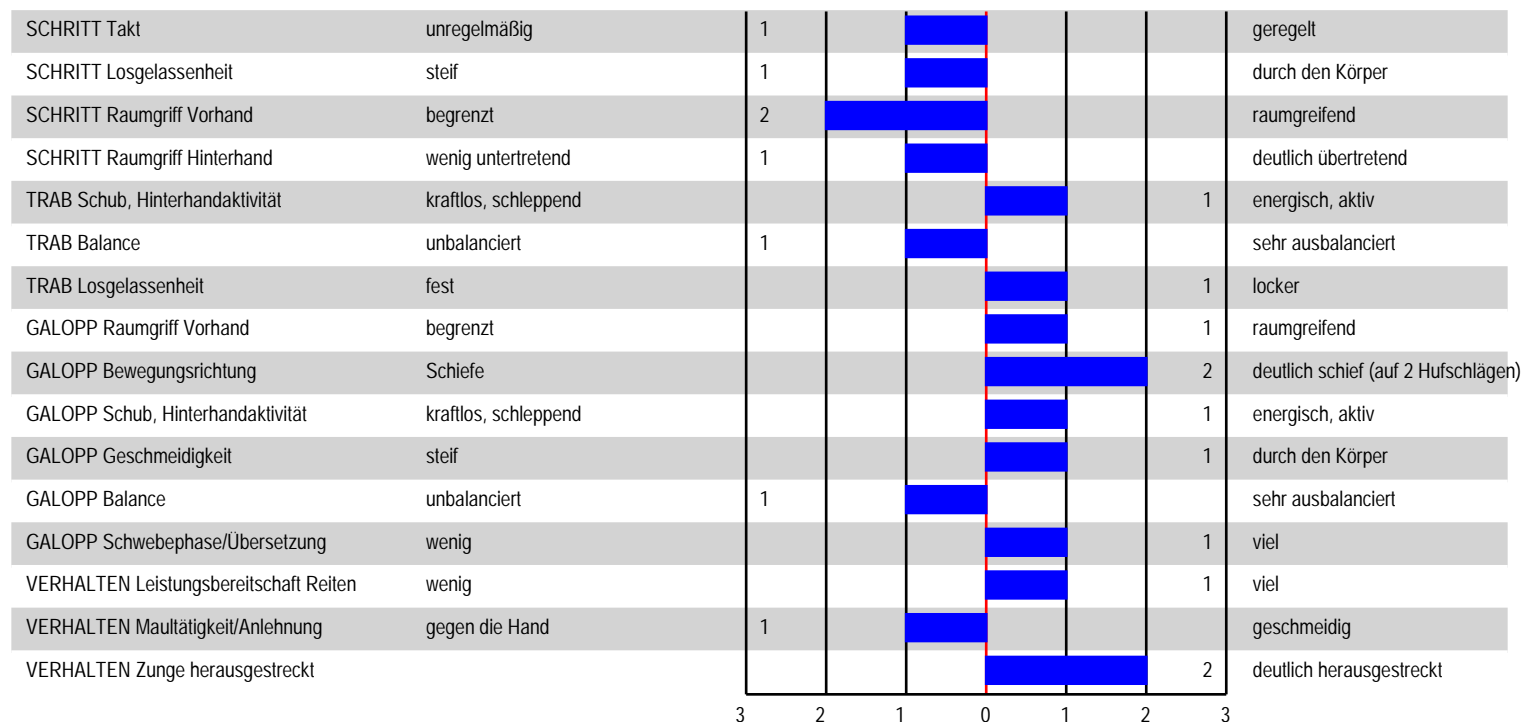 SCHRITT Takt unregelmäßig 1 geregelt
SCHRITT Losgelassenheit steif 1 durch den Körper
SCHRITT Raumgriff Vorhand begrenzt 2 raumgreifend
SCHRITT Raumgriff Hinterhand wenig untertretend 1 deutlich übertretend
TRAB Schub, Hinterhandaktivität kraftlos, schleppend 1 energisch, aktiv
TRAB Balance unbalanciert 1 sehr ausbalanciert
TRAB Losgelassenheit fest 1 locker
GALOPP Raumgriff Vorhand begrenzt 1 raumgreifend
GALOPP Bewegungsrichtung Schiefe 2 deutlich schief (auf 2 Hufschlägen)
GALOPP Schub, Hinterhandaktivität kraftlos, schleppend 1 energisch, aktiv
GALOPP Geschmeidigkeit steif 1 durch den Körper
GALOPP Balance unbalanciert 1 sehr ausbalanciert
GALOPP Schwebephase/Übersetzung wenig 1 viel
VERHALTEN Leistungsbereitschaft Reiten wenig 1 viel
VERHALTEN Maultätigkeit/Anlehnung gegen die Hand 1 geschmeidig
VERHALTEN Zunge herausgestreckt 2 deutlich herausgestreckt
3 2 1 0 1 2 3